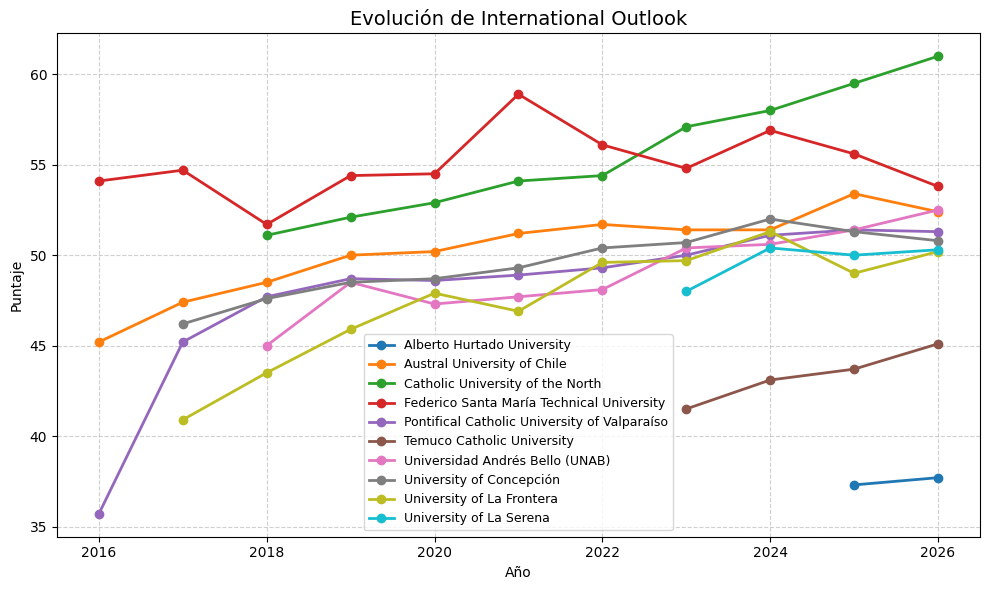 Evolución de International Outlook
Puntaje
60
55
50
45
40
35
Alberto Hurtado University
Austral University of Chile
Catholic University of the North
Federico Santa María Technical University
Pontifical Catholic University of Valparaíso
Temuco Catholic University
Universidad Andrés Bello (UNAB)
University of Concepción
University of La Frontera
University of La Serena
2016 2018 2020 2022 2024 2026
Año